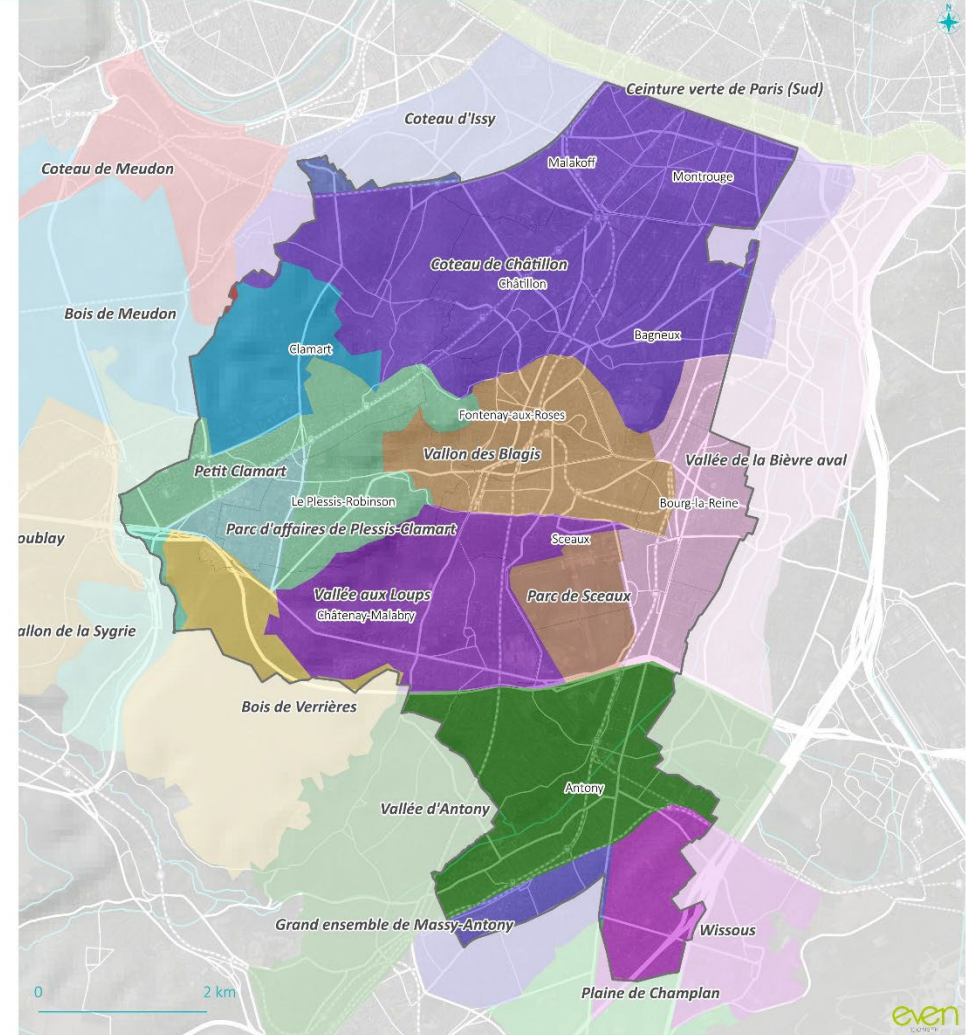 N
Ceinture verte de Paris (Sud)
Coteau d'Issy
Malakoff
Coteau de Meudon
Montrouge
Coteau de Châtillon
Châtillon
Bois de Meudon
Bagneux
Clamart
Fontenay-aux-Roses
Vallon des Blagis
Vallée de la Bièvre aval
Petit Clamart
Le Plessis-Robinson
Bourg-la-Reine
Parc d'affaires de Plessis-Clamart
oublay
Sceaux
Vallée aux Loups
Parc de Sceaux
Châtenay-Malabry
allon de la Sygrie
Bois de Verrières
Antony
Vallée d'Antony
Grand ensemble de Massy-Antony
Wissous
Plaine de Champlan
0 2 km
even